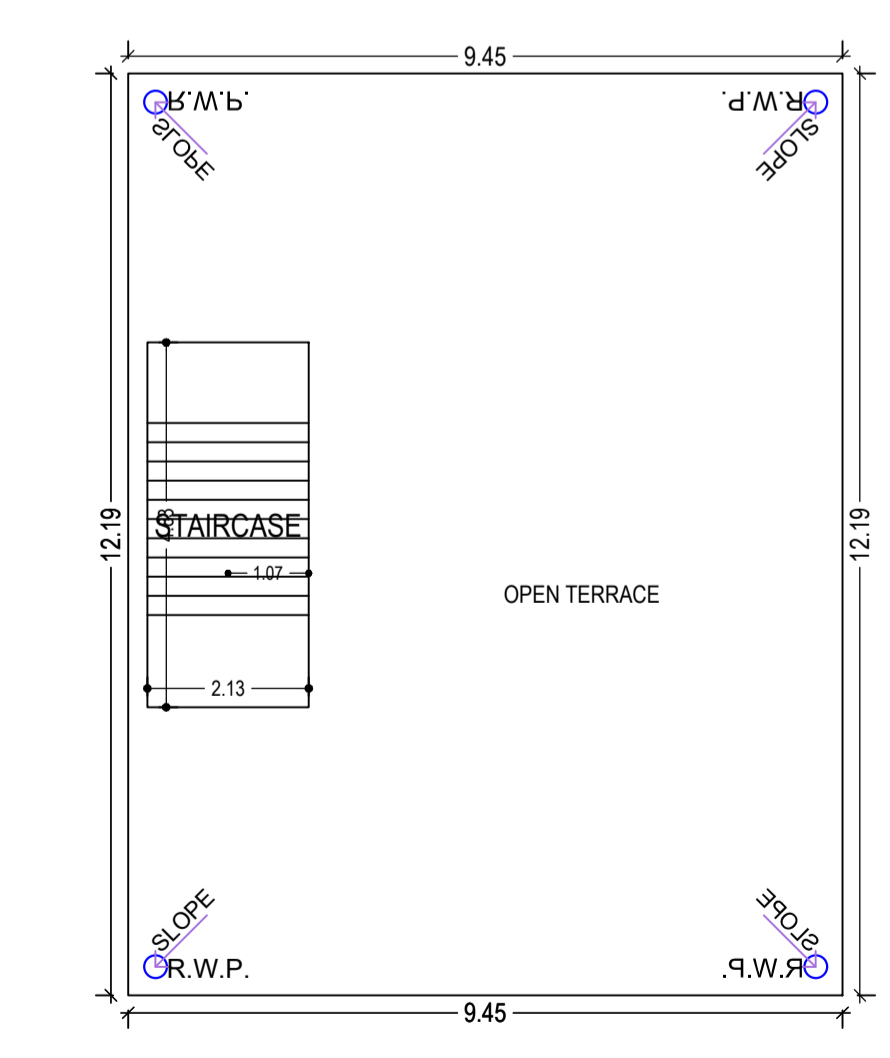 9.45
R.W.P.
R.W.P.
SLOPE
SLOPE
12.19
STAIRCASE
12.19
1.07
OPEN TERRACE
2.13
SLOPE
SLOPE
R.W.P.
R.W.P.
9.45